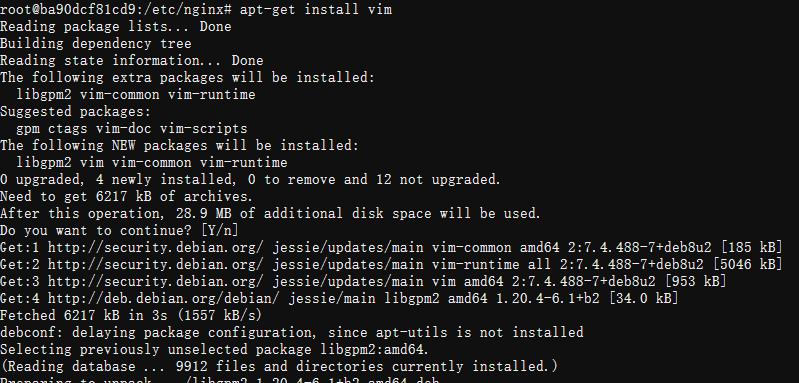 root@ba90dcf81cd9:/etc/nginx# apt-get install vim
Reading package lists... Done
Building dependency tree
Reading state information... Done
The following extra packages will be installed:
  libgpm2 vim-common vim-runtime
Suggested packages:
  gpm ctags vim-doc vim-scripts
The following NEW packages will be installed:
  libgpm2 vim vim-common vim-runtime
0 upgraded, 4 newly installed, 0 to remove and 12 not upgraded.
Need to get 6217 kB of archives.
After this operation, 28.9 MB of additional disk space will be used.
Do you want to continue? [Y/n]
Get:1 http://security.debian.org/ jessie/updates/main vim-common amd64 2:7.4.488-7+deb8u2 [185 kB]
Get:2 http://security.debian.org/ jessie/updates/main vim-runtime all 2:7.4.488-7+deb8u2 [5046 kB]
Get:3 http://security.debian.org/ jessie/updates/main vim amd64 2:7.4.488-7+deb8u2 [953 kB]
Get:4 http://deb.debian.org/debian/ jessie/main libgpm2 amd64 1.20.4-6.1+b2 [34.0 kB]
Fetched 6217 kB in 3s (1557 kB/s)
debconf: delaying package configuration, since apt-utils is not installed
Selecting previously unselected package libgpm2:amd64.
(Reading database ... 9912 files and directories currently installed.)
Preparing to unpack .../libgpm2_1.20.4-6.1+b2_amd64.deb